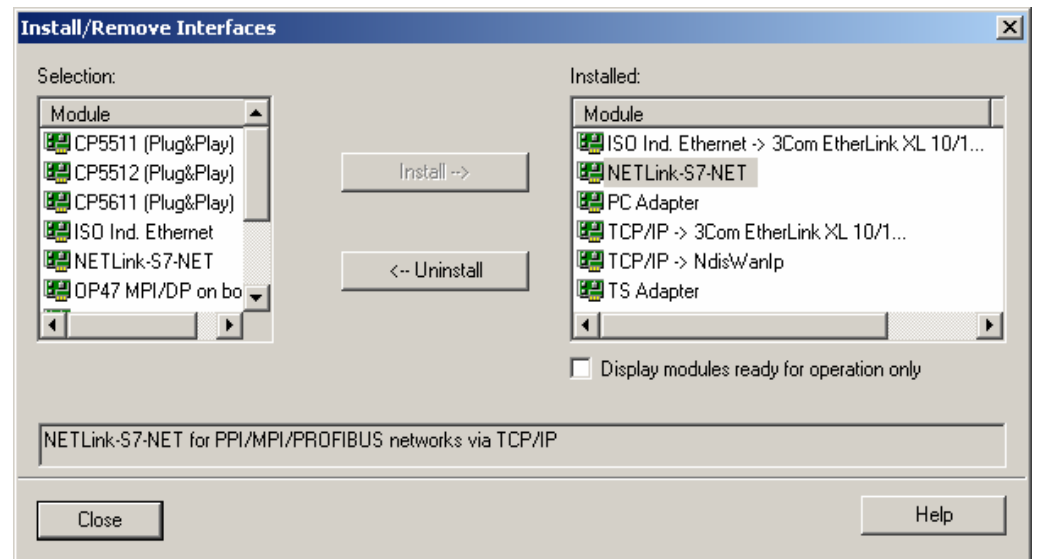 Install/Remove Interfaces
Selection:
Module
CP5511 (Plug&Play)
CP5512 (Plug&Play)
CP5611 (Plug&Play)
ISO Ind. Ethernet
NETLink-S7-NET
OP47 MPI/DP on bo
Install -->
<-- Uninstall
Installed:
Module
ISO Ind. Ethernet -> 3Com EtherLink XL 10/1...
NETLink-S7-NET
PC Adapter
TCP/IP -> 3Com EtherLink XL 10/1...
TCP/IP -> NdisWanIp
TS Adapter
Display modules ready for operation only
NETLink-S7-NET for PPI/MPI/PROFIBUS networks via TCP/IP
Close
Help